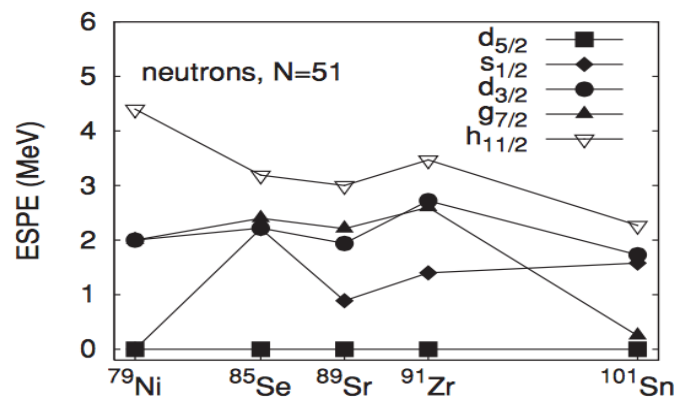 6
5
4
3
2
1
0
ESPE (MeV)
neutrons, N=51
d5/2
s1/2
d3/2
g7/2
h11/2
79Ni
85Se
89Sr
91Zr
101Sn